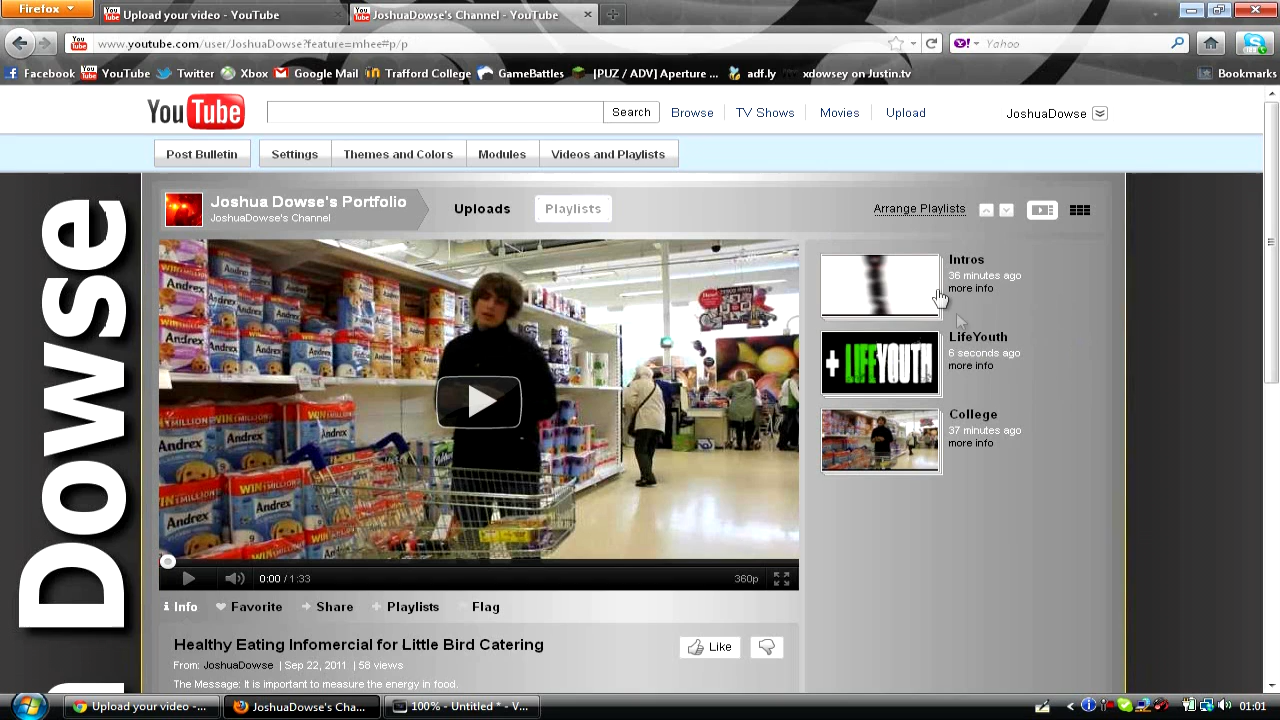 Firefox
Upload your video - YouTube
JoshuaDowse's Channel - YouTube
www.youtube.com/user/JoshuaDowse?feature=mhee#p/p
Yahoo
Facebook YouTube Twitter Xbox Google Mail Trafford College GameBattles [PUZ / ADV] Aperture ... adf.ly xdowsey on Justin.tv Bookmarks
YouTube Search Browse TV Shows Movies Upload JoshuaDowse
Post Bulletin Settings Themes and Colors Modules Videos and Playlists
Joshua Dowse's Portfolio
JoshuaDowse's Channel
Uploads Playlists Arrange Playlists
Dowse
Intros
36 minutes ago
more info
+ LIFEYOUTH
LifeYouth
6 seconds ago
more info
College
37 minutes ago
more info
Andrex
WIN £1 MILLION
0:00 / 1:33 360p
Info Favorite Share Playlists Flag
Healthy Eating Infomercial for Little Bird Catering
Like
From: JoshuaDowse | Sep 22, 2011 | 58 views
The Message: It is important to measure the energy in food.
Upload your video -... JoshuaDowse's Cha... 100% - Untitled * - V... 01:01